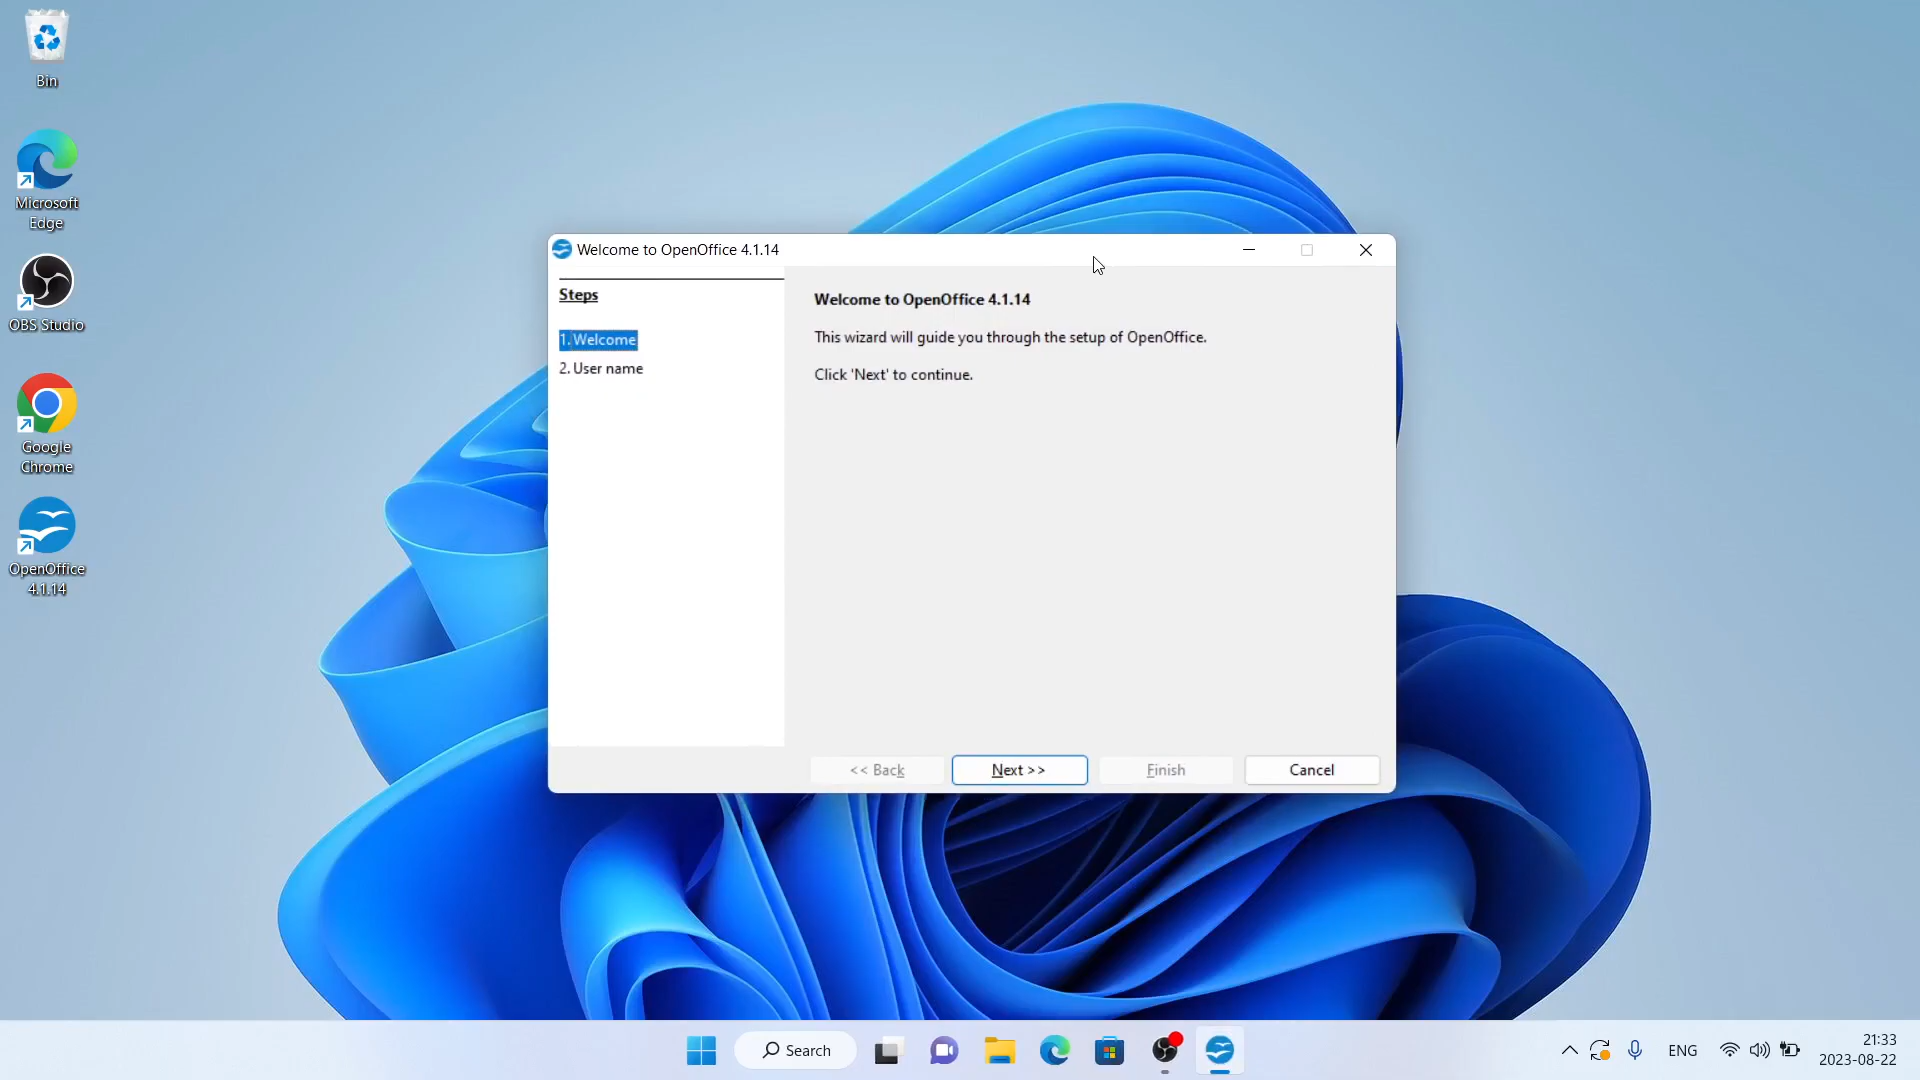 Bin
Microsoft
Edge
OBS Studio
Google
Chrome
OpenOffice
4.1.14
Welcome to OpenOffice 4.1.14
Steps
1. Welcome
2. User name
Welcome to OpenOffice 4.1.14
This wizard will guide you through the setup of OpenOffice.
Click 'Next' to continue.
<< Back
Next >>
Finish
Cancel
Search
ENG
21:33
2023-08-22